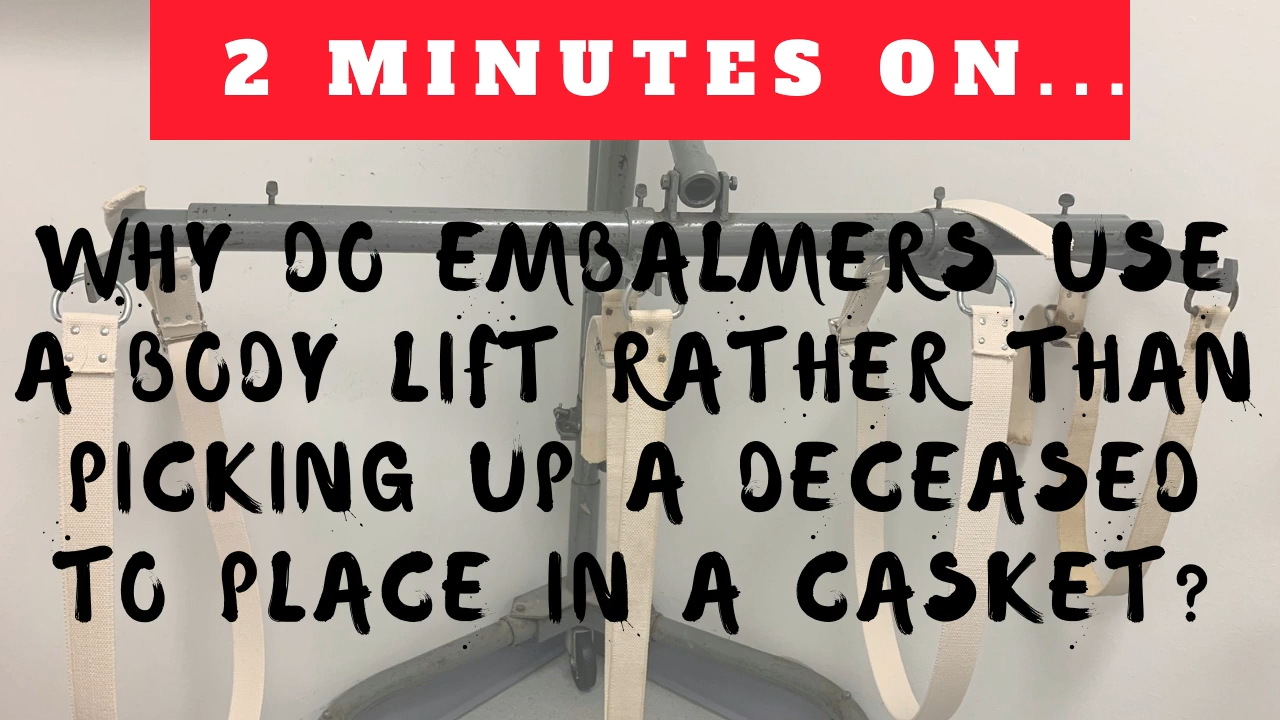 2 MINUTES ON...
WHY DO EMBALMERS USE
A BODY LIFT RATHER THAN
PICKING UP A DECEASED
TO PLACE IN A CASKET?